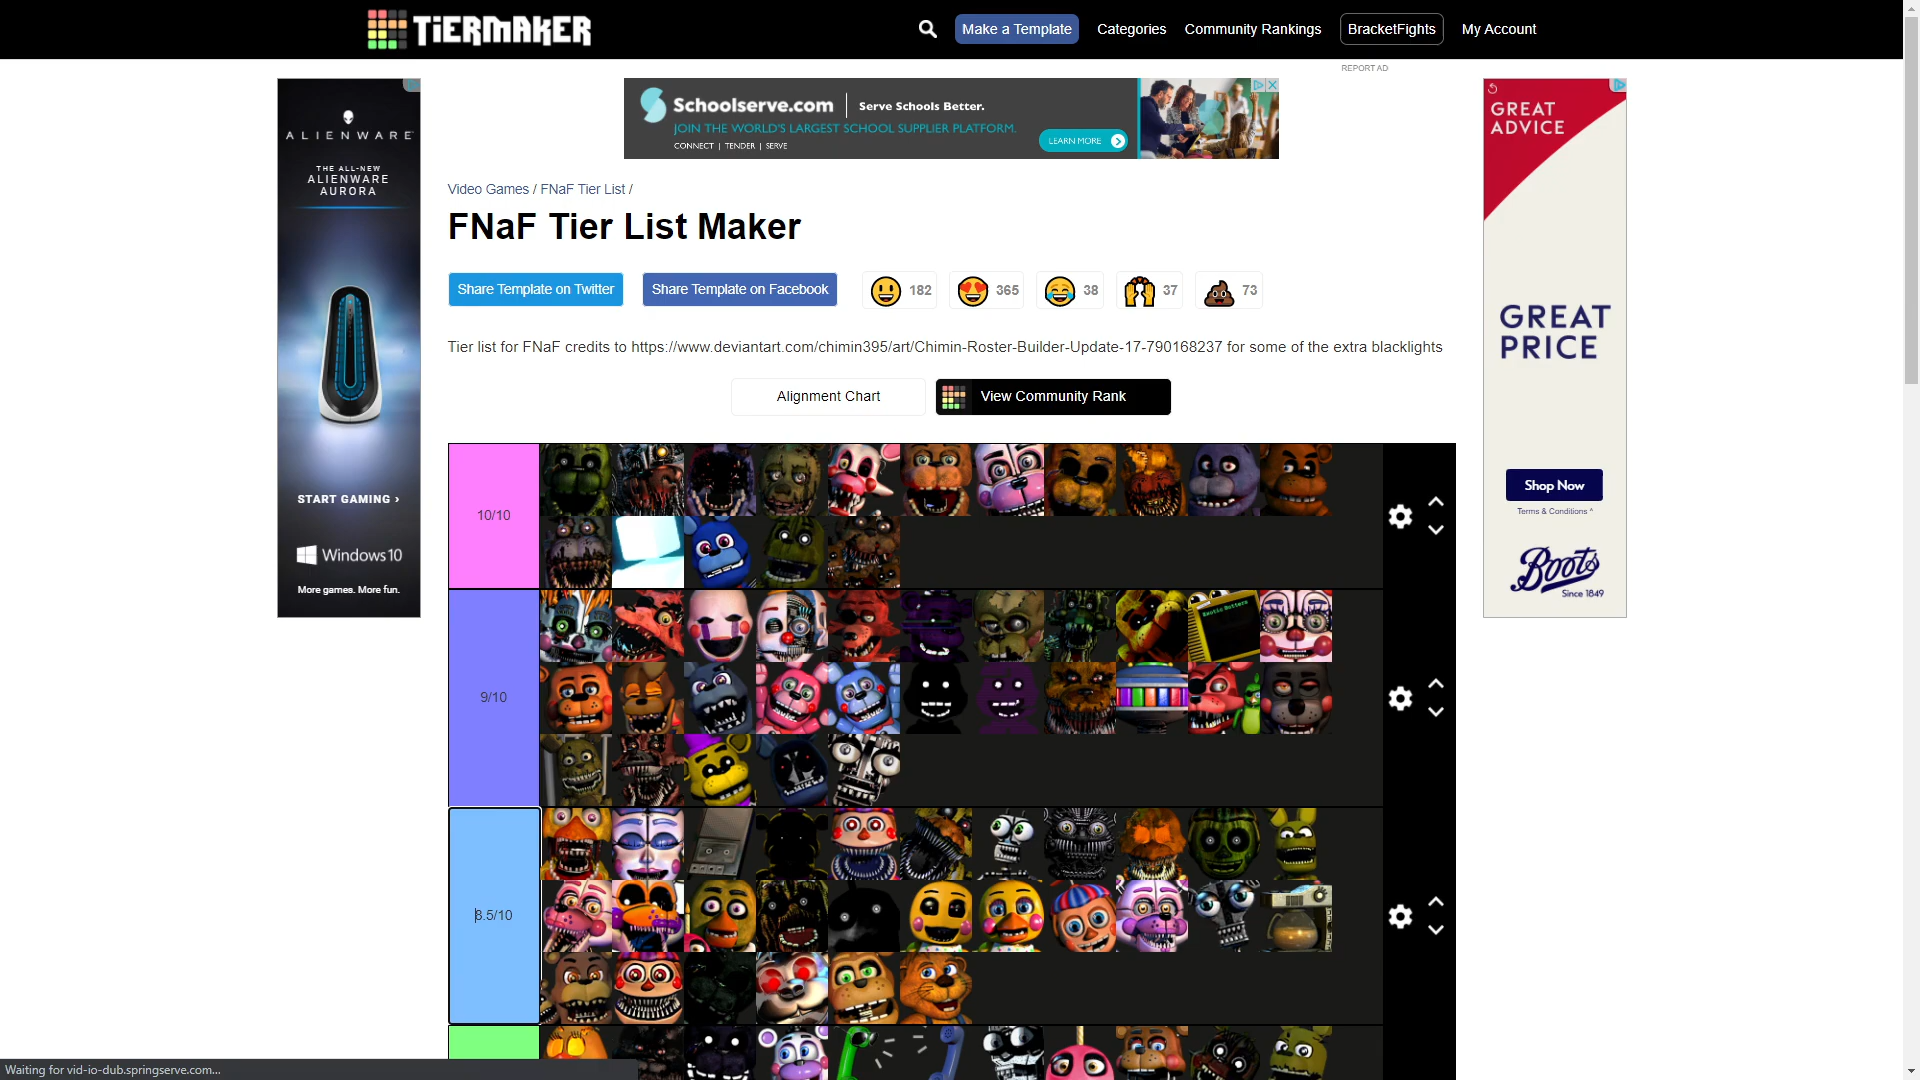 TiERMAKER
Make a Template
Categories
Community Rankings
BracketFights
My Account
REPORT AD
ALIENWARE
THE ALL-NEW
ALIENWARE
AURORA
START GAMING ›
Windows10
More games. More fun.
Schoolserve.com
Serve Schools Better.
JOIN THE WORLD'S LARGEST SCHOOL SUPPLIER PLATFORM.
CONNECT | TENDER | SERVE
LEARN MORE
GREAT
ADVICE
GREAT
PRICE
Shop Now
Terms & Conditions ^
Boots
Since 1849
Video Games / FNaF Tier List /
FNaF Tier List Maker
Share Template on Twitter
Share Template on Facebook
182
365
38
37
73
Tier list for FNaF credits to https://www.deviantart.com/chimin395/art/Chimin-Roster-Builder-Update-17-790168237 for some of the extra blacklights
Alignment Chart
View Community Rank
10/10
9/10
Exotic Butters
8.5/10
Waiting for vid-io-dub.springserve.com...